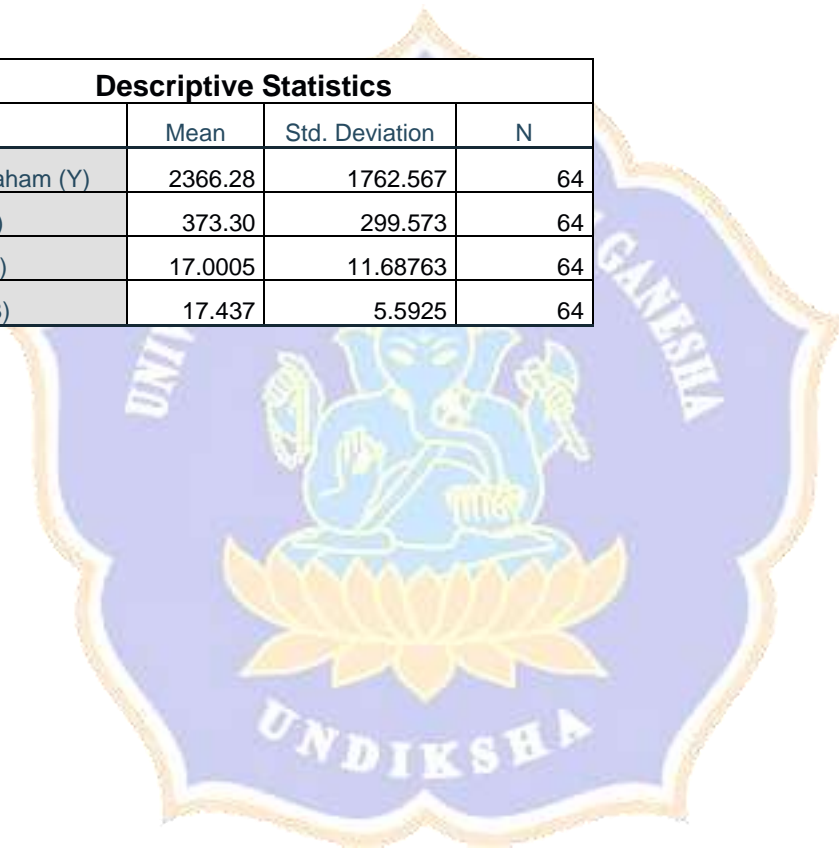 Descriptive Statistics
Mean Std. Deviation N
aham (Y) 2366.28 1762.567 64
) 373.30 299.573 64
) 17.0005 11.68763 64
) 17.437 5.5925 64
GANESHA
UNDIKSHA